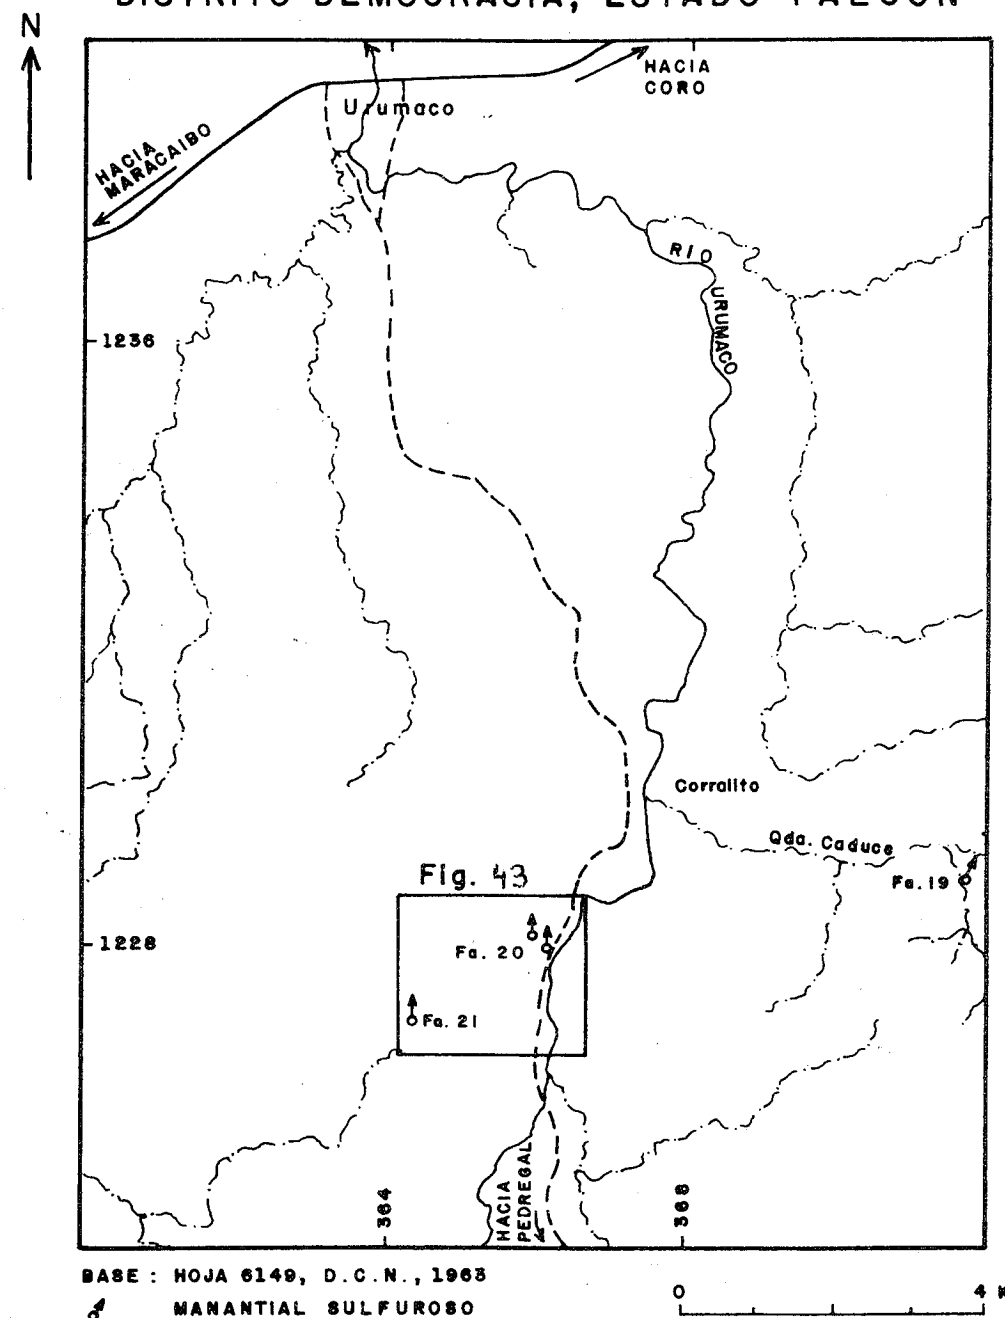 DISTRITO DEMOCRACIA, ESTADO FALCON
N
HACIA
CORO
Urumaco
HACIA
MARACAIBO
RIO
URUMACO
1236
Corralito
Qda. Caduce
Fig. 43
Fa. 19
1228
Fa. 20
Fa. 21
HACIA
PEDREGAL
364
368
BASE : HOJA 6149, D.C.N., 1963
MANANTIAL SULFUROSO
0 4